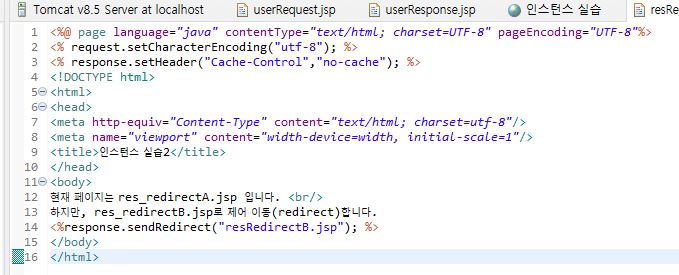 Tomcat v8.5 Server at localhost userRequest.jsp userResponse.jsp 인스턴스 실습
1 <%@ page language="java" contentType="text/html; charset=UTF-8" pageEncoding="UTF-8"%>
2 <% request.setCharacterEncoding("utf-8"); %>
3 <% response.setHeader("Cache-Control","no-cache"); %>
4 <!DOCTYPE html>
5 <html>
6 <head>
7 <meta http-equiv="Content-Type" content="text/html; charset=utf-8"/>
8 <meta name="viewport" content="width-device=width, initial-scale=1"/>
9 <title>인스턴스 실습2</title>
10 </head>
11 <body>
12 현재 페이지는 res_redirectA.jsp 입니다. <br/>
13 하지만, res_redirectB.jsp로 제어 이동(redirect)합니다.
14 <%response.sendRedirect("resRedirectB.jsp"); %>
15 </body>
16 </html>